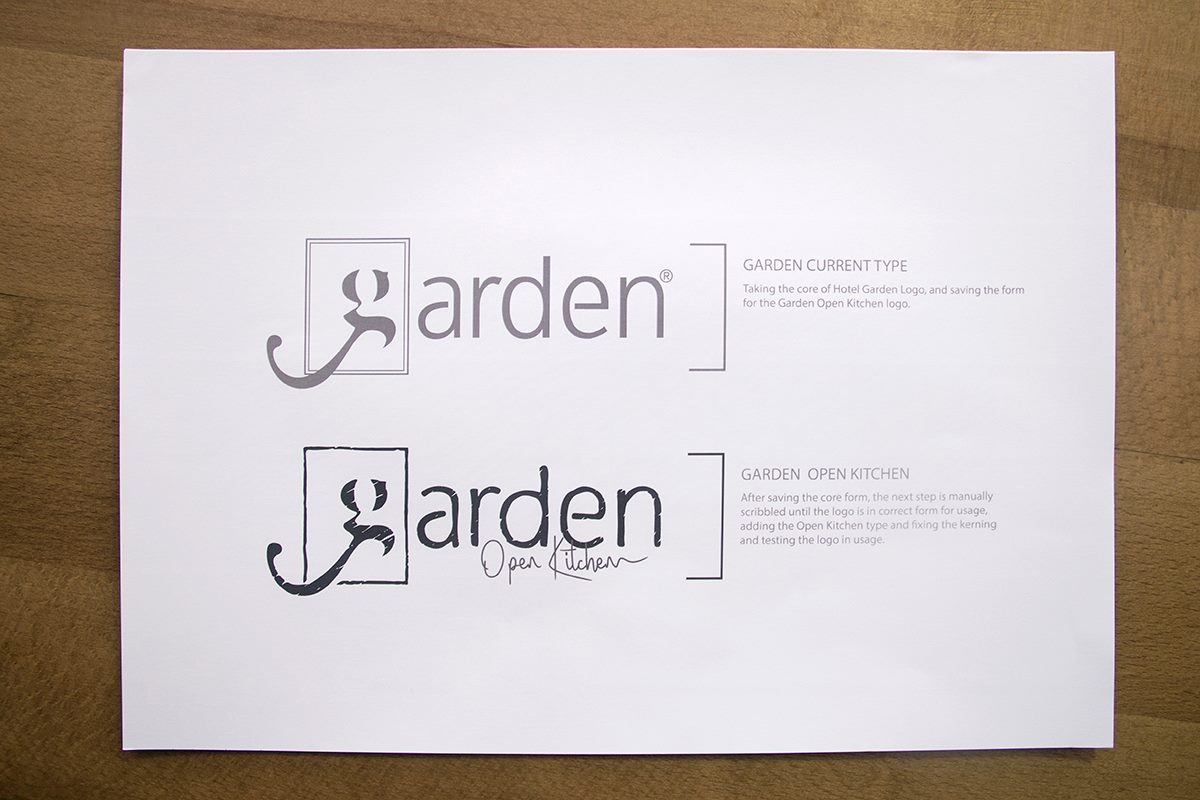 garden®
GARDEN CURRENT TYPE
Taking the core of Hotel Garden Logo, and saving the form
for the Garden Open Kitchen logo.
garden
Open Kitchen
GARDEN OPEN KITCHEN
After saving the core form, the next step is manually
scribbled until the logo is in correct form for usage,
adding the Open Kitchen type and fixing the kerning
and testing the logo in usage.